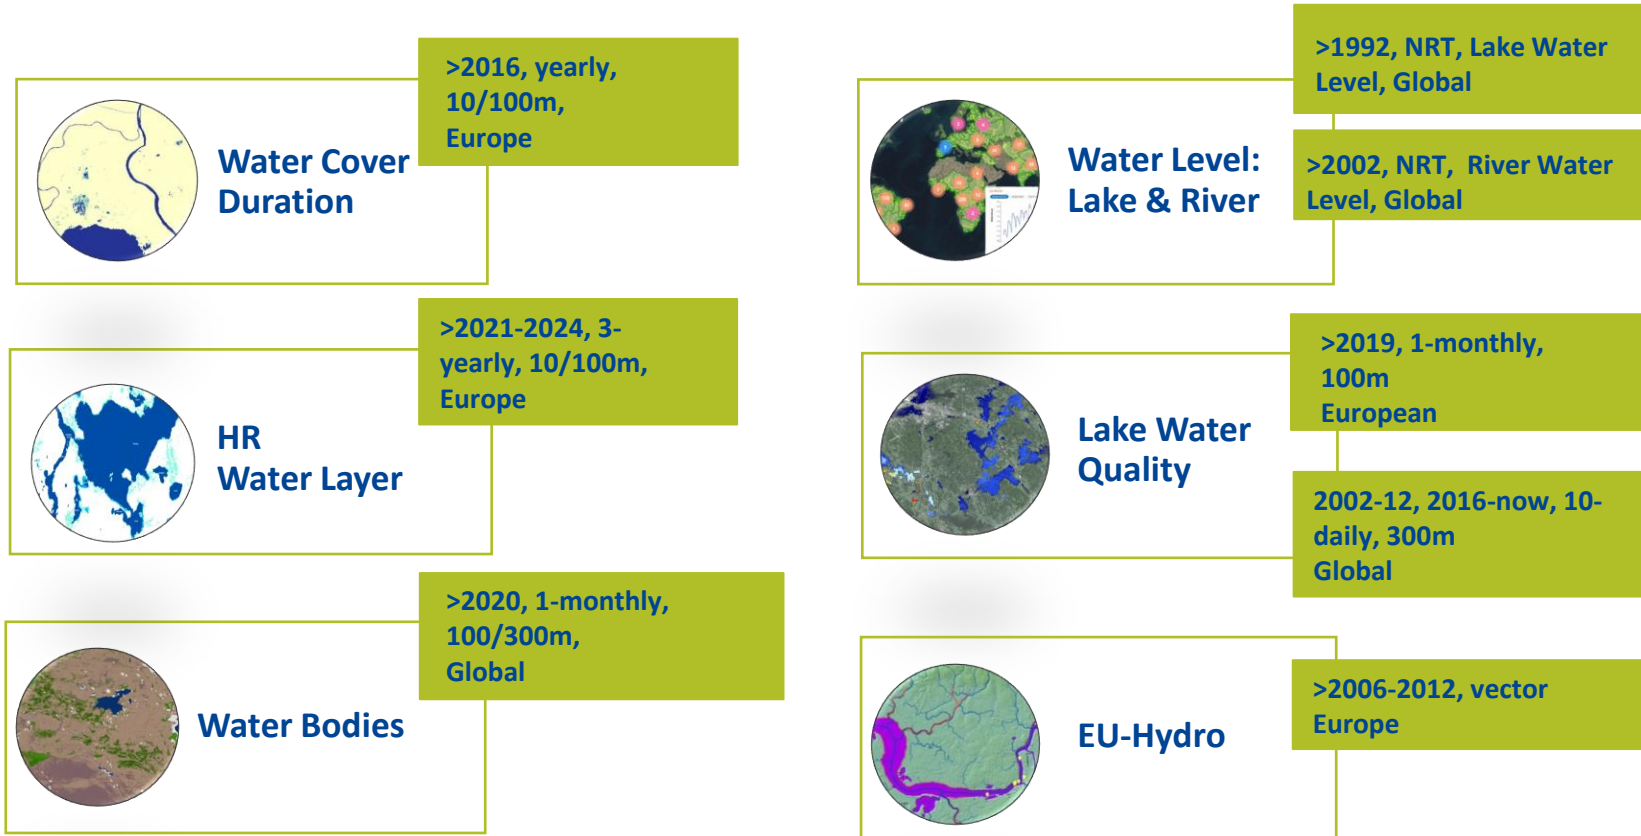 Water Cover
Duration
>2016, yearly,
10/100m,
Europe
HR
Water Layer
>2021-2024, 3-
yearly, 10/100m,
Europe
Water Bodies
>2020, 1-monthly,
100/300m,
Global
Water Level:
Lake & River
>1992, NRT, Lake Water
Level, Global
>2002, NRT, River Water
Level, Global
Lake Water
Quality
>2019, 1-monthly,
100m
European
2002-12, 2016-now, 10-
daily, 300m
Global
EU-Hydro
>2006-2012, vector
Europe